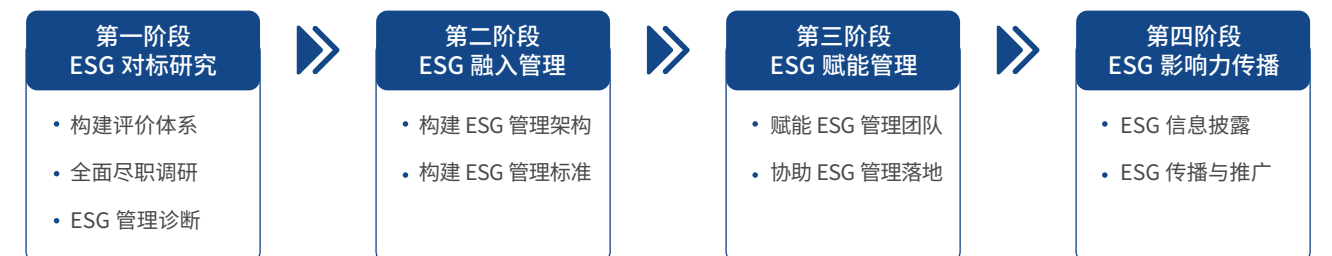 第一阶段
ESG 对标研究
• 构建评价体系
• 全面尽职调研
• ESG 管理诊断
第二阶段
ESG 融入管理
• 构建 ESG 管理架构
• 构建 ESG 管理标准
第三阶段
ESG 赋能管理
• 赋能 ESG 管理团队
• 协助 ESG 管理落地
第四阶段
ESG 影响力传播
• ESG 信息披露
• ESG 传播与推广